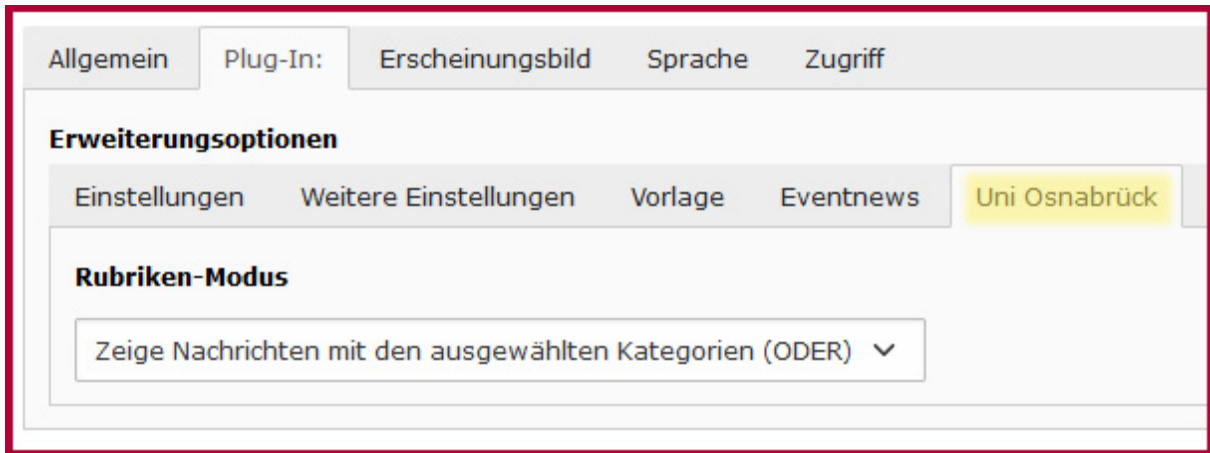 Allgemein Plug-In: Erscheinungsbild Sprache Zugriff
Erweiterungsoptionen
Einstellungen Weitere Einstellungen Vorlage Eventnews Uni Osnabrück
Rubriken-Modus
Zeige Nachrichten mit den ausgewählten Kategorien (ODER)